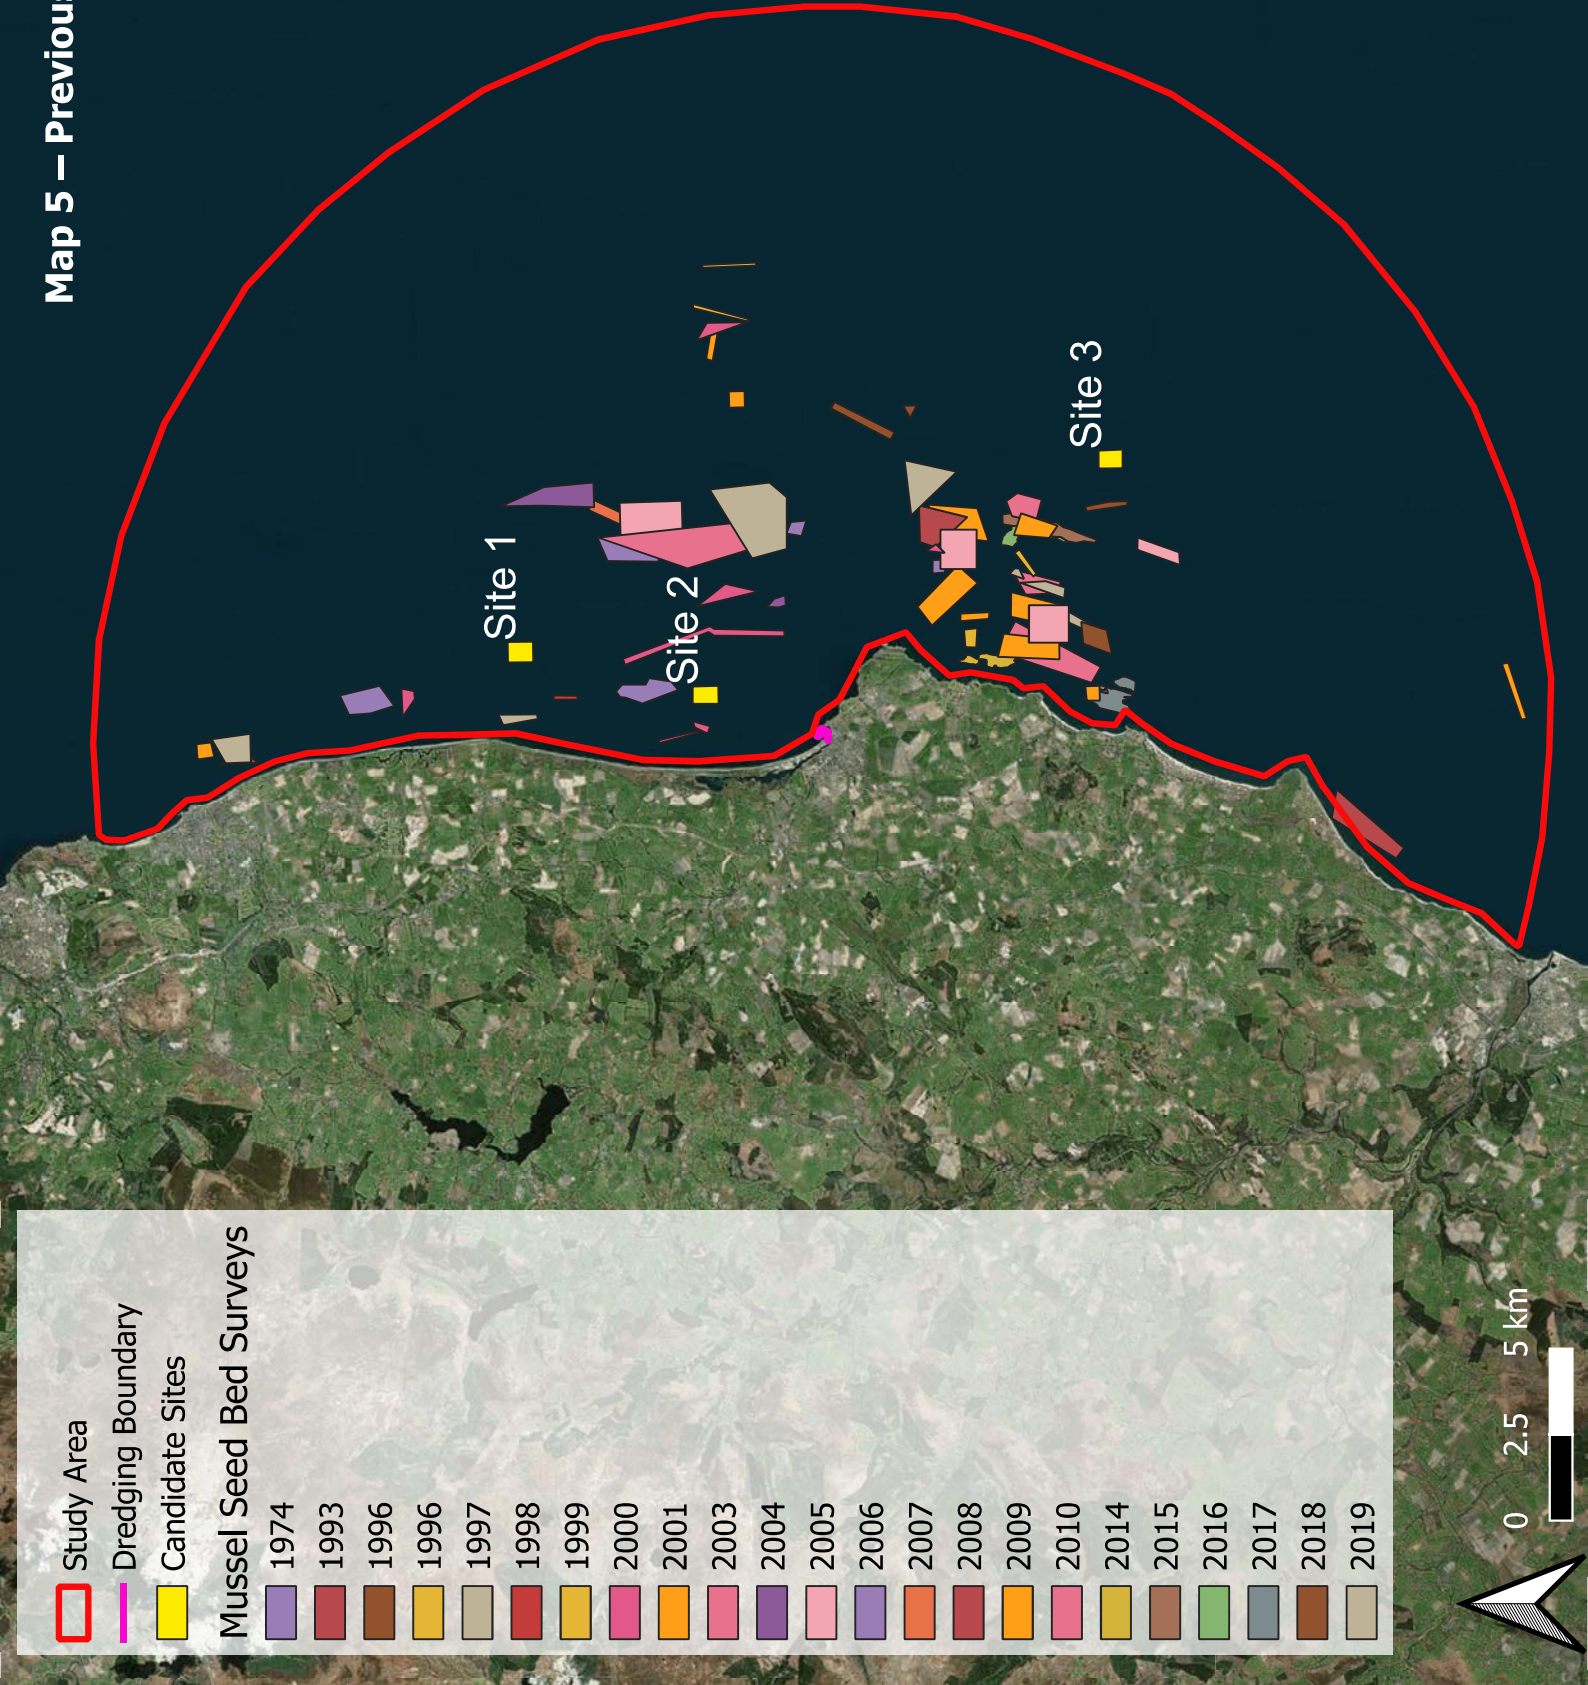 Map 5 – Previous
Site 1
Site 2
Site 3
Study Area
Dredging Boundary
Candidate Sites
Mussel Seed Bed Surveys
1974
1993
1996
1996
1997
1998
1999
2000
2001
2003
2004
2005
2006
2007
2008
2009
2010
2014
2015
2016
2017
2018
2019
0 2.5 5 km